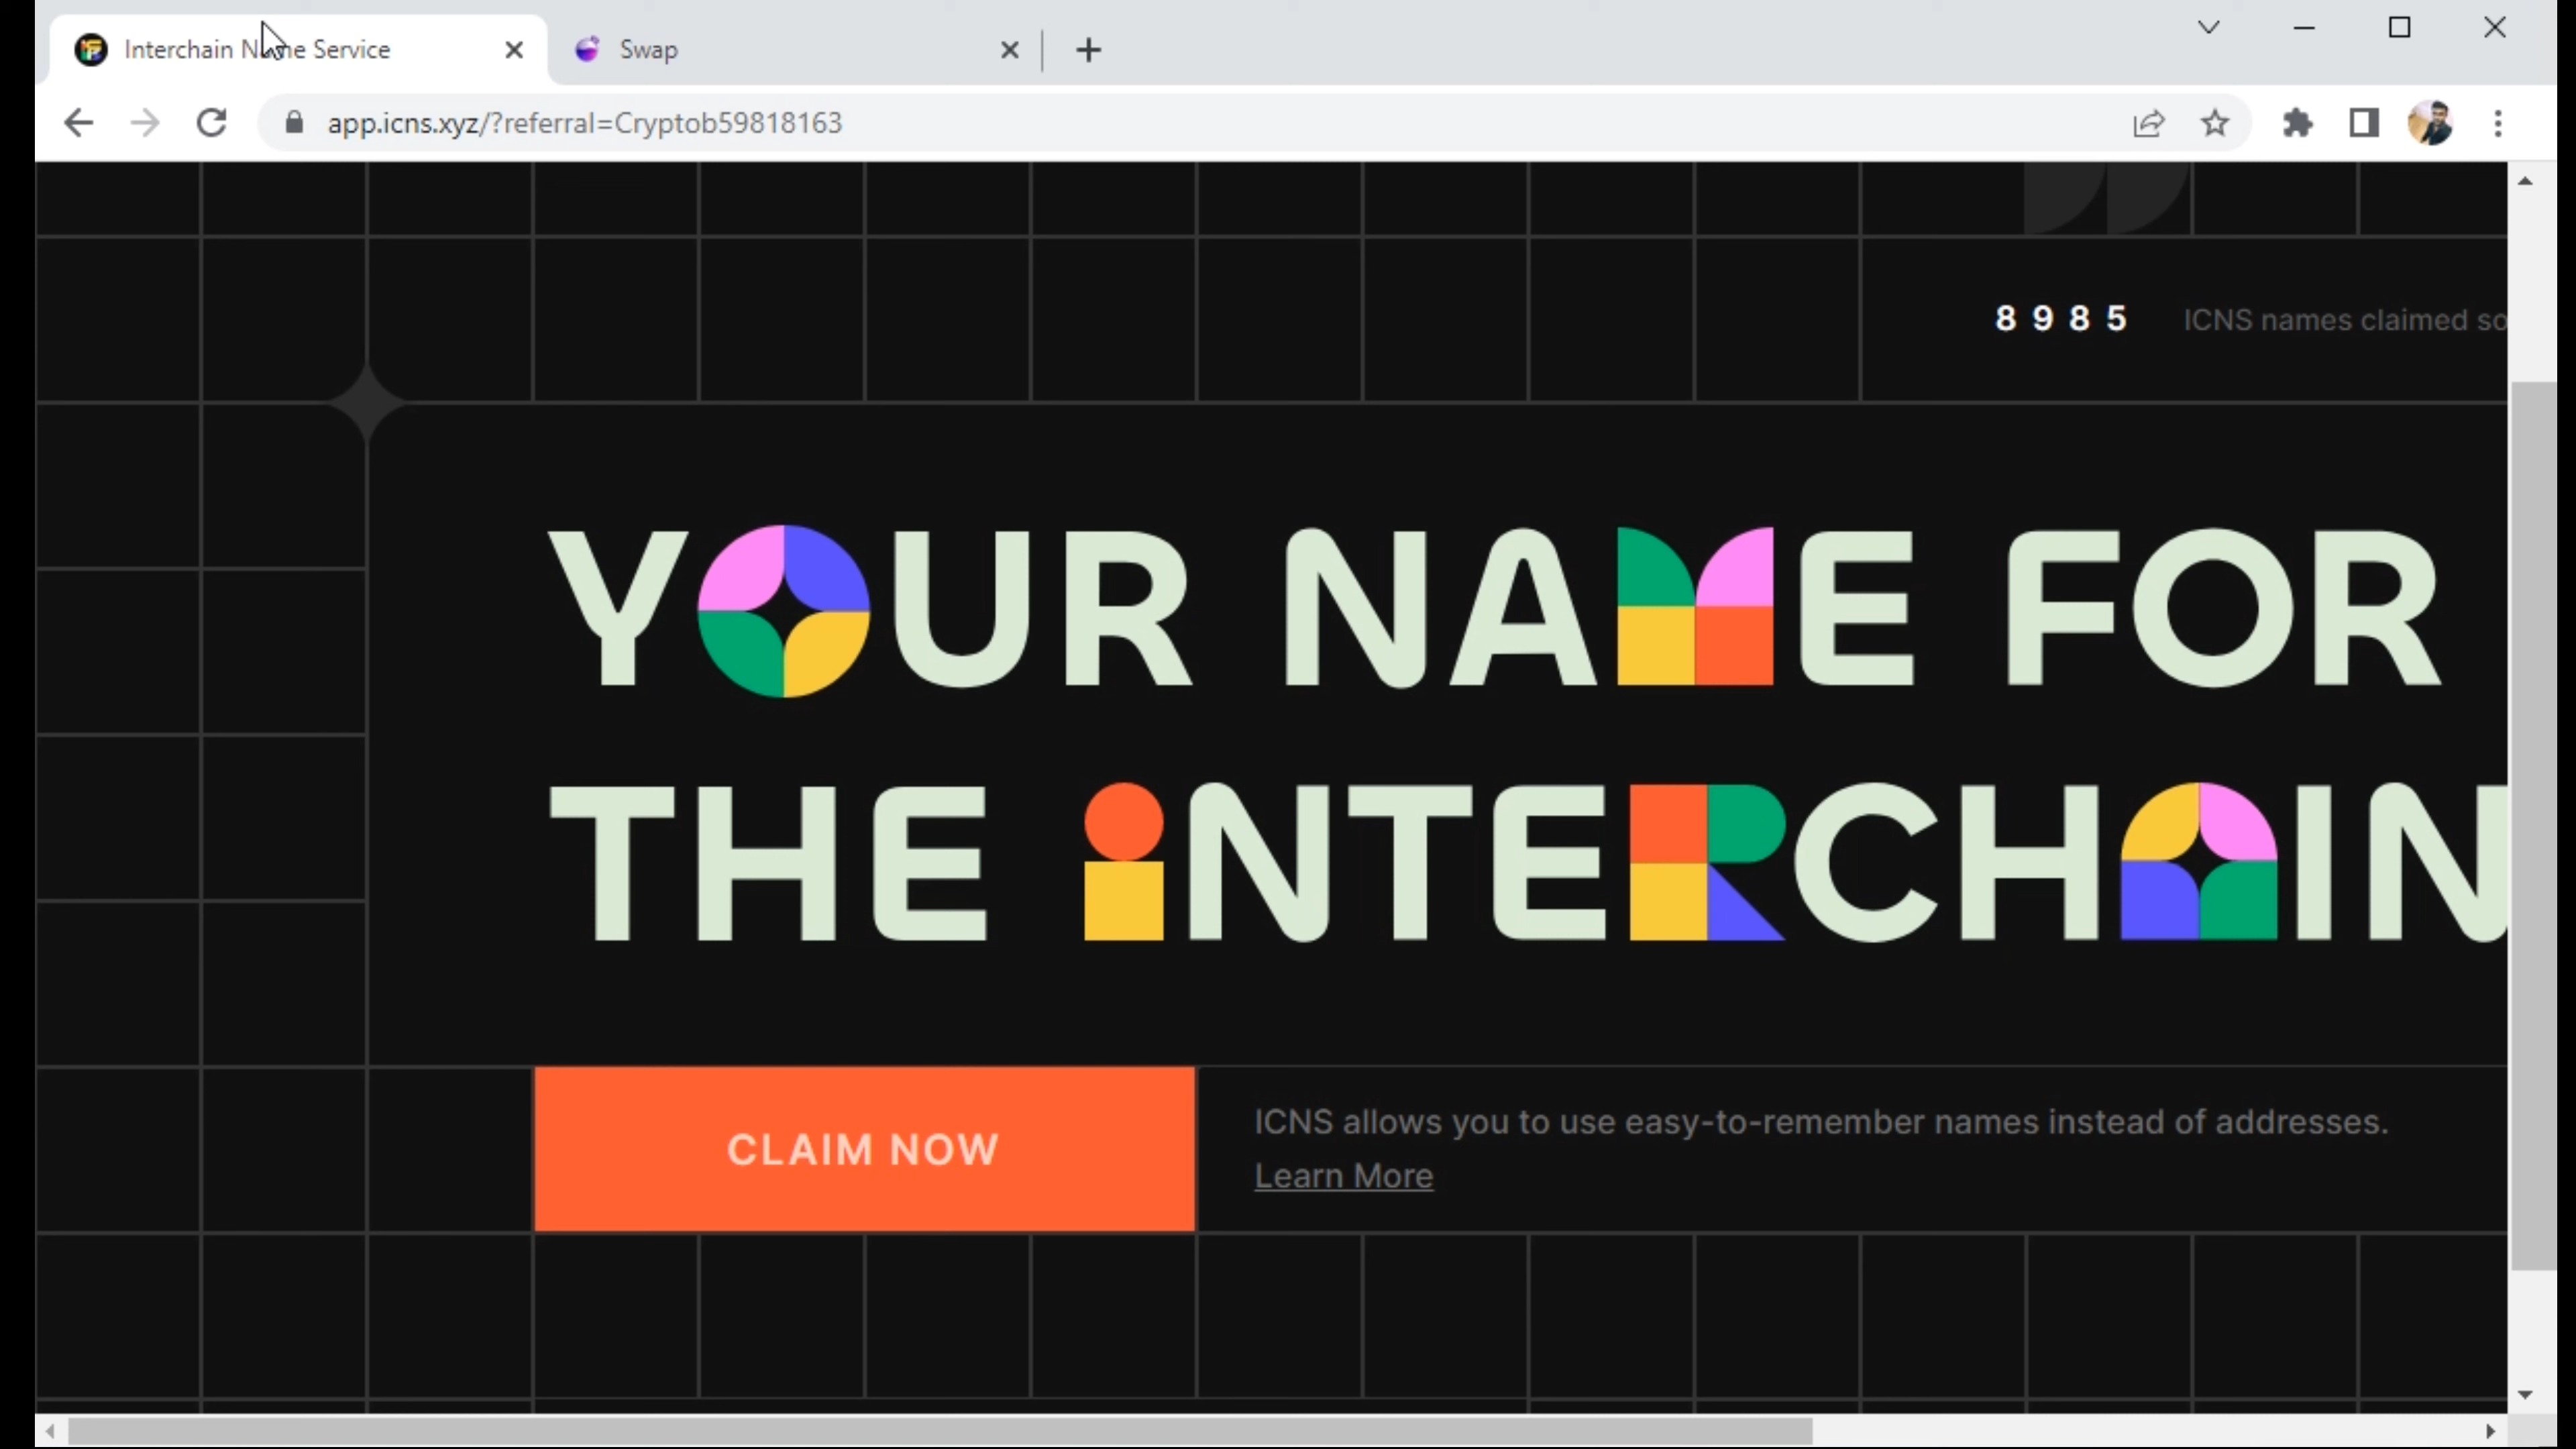 Interchain Name Service
Swap
app.icns.xyz/?referral=Cryptob59818163
8985 ICNS names claimed so
YOUR NAME FOR
THE iNTERCHAIN
CLAIM NOW
ICNS allows you to use easy-to-remember names instead of addresses.
Learn More